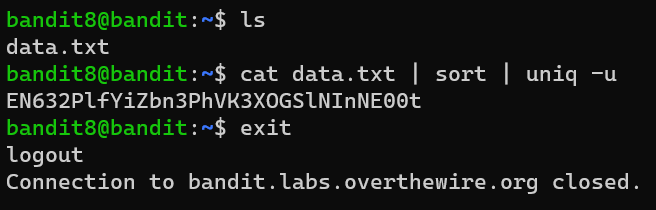 bandit8@bandit:~$ ls
data.txt
bandit8@bandit:~$ cat data.txt | sort | uniq -u
EN632PlfYiZbn3PhVK3XOGSlNInNE00t
bandit8@bandit:~$ exit
logout
Connection to bandit.labs.overthewire.org closed.